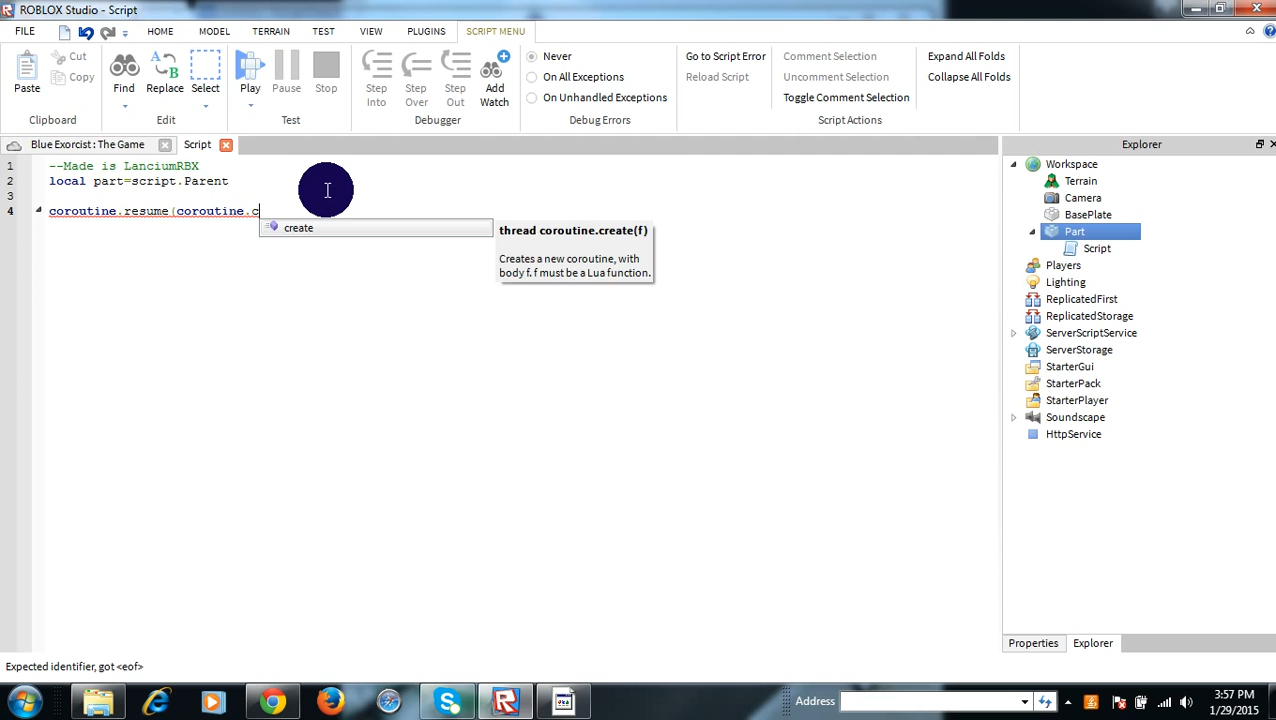 ROBLOX Studio - Script
FILE HOME MODEL TERRAIN TEST VIEW PLUGINS SCRIPT MENU
Paste Cut Copy
Clipboard
Find Replace Select
Edit
Play Pause Stop
Test
Step Into Step Over Step Out Add Watch
Debugger
Never
On All Exceptions
On Unhandled Exceptions
Debug Errors
Go to Script Error
Reload Script
Comment Selection
Uncomment Selection
Toggle Comment Selection
Script Actions
Expand All Folds
Collapse All Folds
Blue Exorcist : The Game Script
1 --Made is LanciumRBX
2 local part=script.Parent
3
4 coroutine.resume(coroutine.c
create
thread coroutine.create(f)
Creates a new coroutine, with
body f. f must be a Lua function.
Explorer
Workspace
Terrain
Camera
BasePlate
Part
Script
Players
Lighting
ReplicatedFirst
ReplicatedStorage
ServerScriptService
ServerStorage
StarterGui
StarterPack
StarterPlayer
Soundscape
HttpService
Properties Explorer
Expected identifier, got <eof>
Address
3:57 PM
1/29/2015